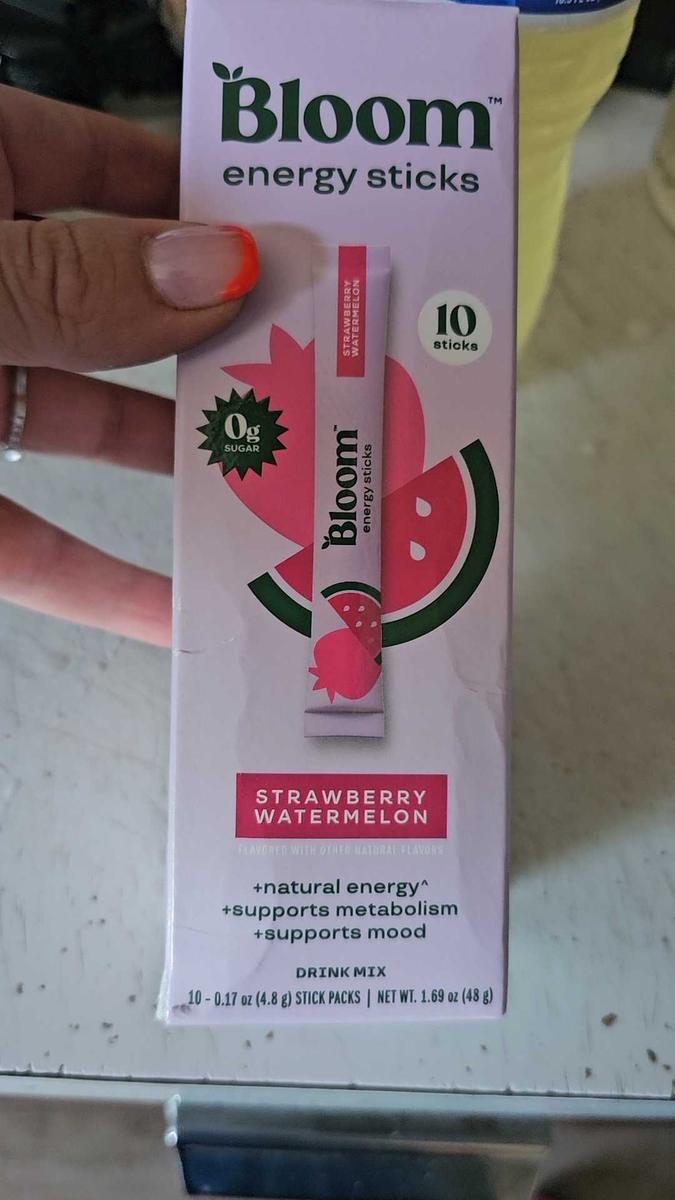 Bloom™
energy sticks
STRAWBERRY
WATERMELON
10
sticks
0g
SUGAR
Bloom™
energy sticks
STRAWBERRY
WATERMELON
FLAVORED WITH OTHER NATURAL FLAVORS
+natural energy^
+supports metabolism
+supports mood
DRINK MIX
10 - 0.17 oz (4.8 g) STICK PACKS | NET WT. 1.69 oz (48 g)